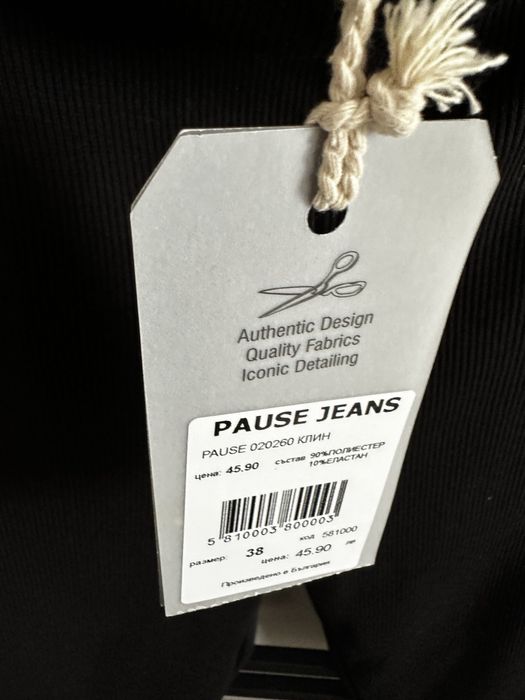 Authentic Design
Quality Fabrics
Iconic Detailing
PAUSE JEANS
PAUSE 020260 КЛИН
цена: 45.90 състав 90%ПОЛИЕСТЕР
10%ЕЛАСТАН
5 810003 800003
код 581000
размер: 38 цена: 45.90 лв
Произведено в България